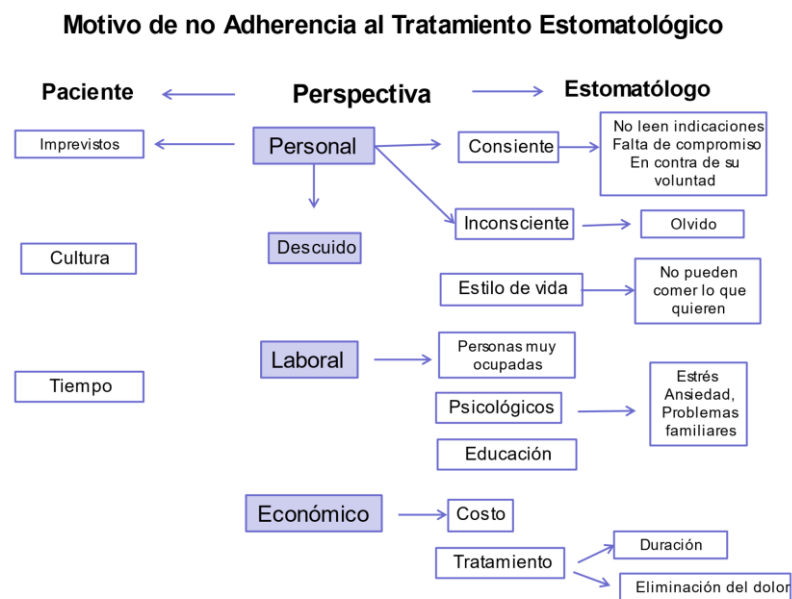 Motivo de no Adherencia al Tratamiento Estomatológico
Paciente
Perspectiva
Estomatólogo
Imprevistos
Personal
Consiente
No leen indicaciones
Falta de compromiso
En contra de su
voluntad
Inconsciente
Olvido
Cultura
Descuido
Estilo de vida
No pueden
comer lo que
quieren
Laboral
Personas muy
ocupadas
Tiempo
Psicológicos
Estrés
Ansiedad,
Problemas
familiares
Educación
Económico
Costo
Tratamiento
Duración
Eliminación del dolor